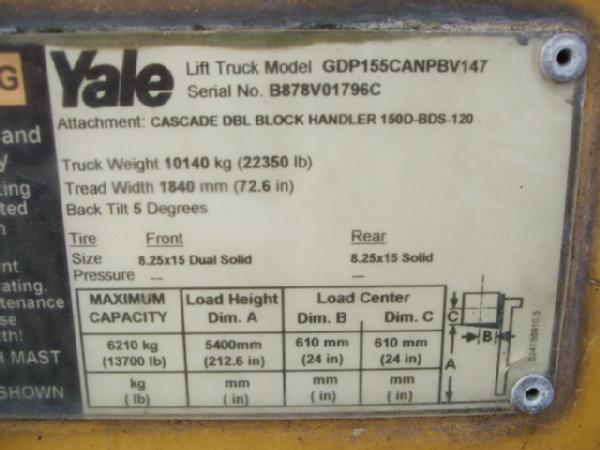 G
and
y
ting
ted
n
nt
rating.
ntenance
se
th!
H MAST
SHOWN
Yale
Lift Truck Model GDP155CANPBV147
Serial No. B878V01796C
Attachment: CASCADE DBL BLOCK HANDLER 150D-BDS-120
Truck Weight 10140 kg (22350 lb)
Tread Width 1840 mm (72.6 in)
Back Tilt 5 Degrees
Tire Front Rear
Size 8.25x15 Dual Solid 8.25x15 Solid
Pressure --- ---
MAXIMUM CAPACITY Load Height Dim. A Load Center Dim. B Dim. C
6210 kg 5400mm 610 mm 610 mm
(13700 lb) (212.6 in) (24 in) (24 in)
kg mm mm mm
( lb) ( in) ( in) ( in)
C
B
A
524136910.3